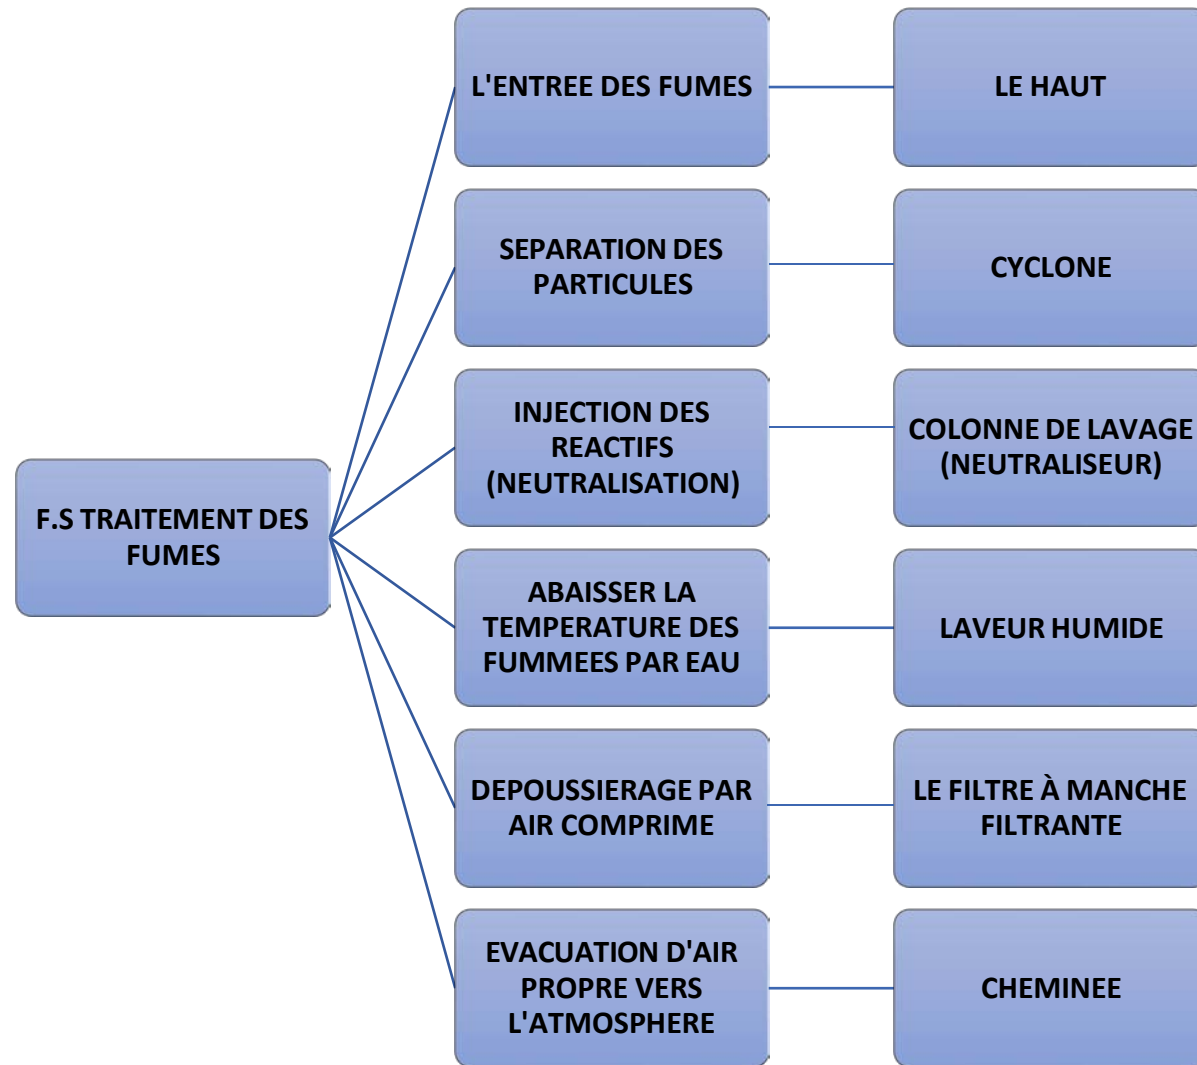 L'ENTREE DES FUMES
LE HAUT
SEPARATION DES
PARTICULES
CYCLONE
INJECTION DES
REACTIFS
(NEUTRALISATION)
COLONNE DE LAVAGE
(NEUTRALISEUR)
F.S TRAITEMENT DES
FUMES
ABAISSER LA
TEMPERATURE DES
FUMMEES PAR EAU
LAVEUR HUMIDE
DEPOUSSIERAGE PAR
AIR COMPRIME
LE FILTRE À MANCHE
FILTRANTE
EVACUATION D'AIR
PROPRE VERS
L'ATMOSPHERE
CHEMINEE